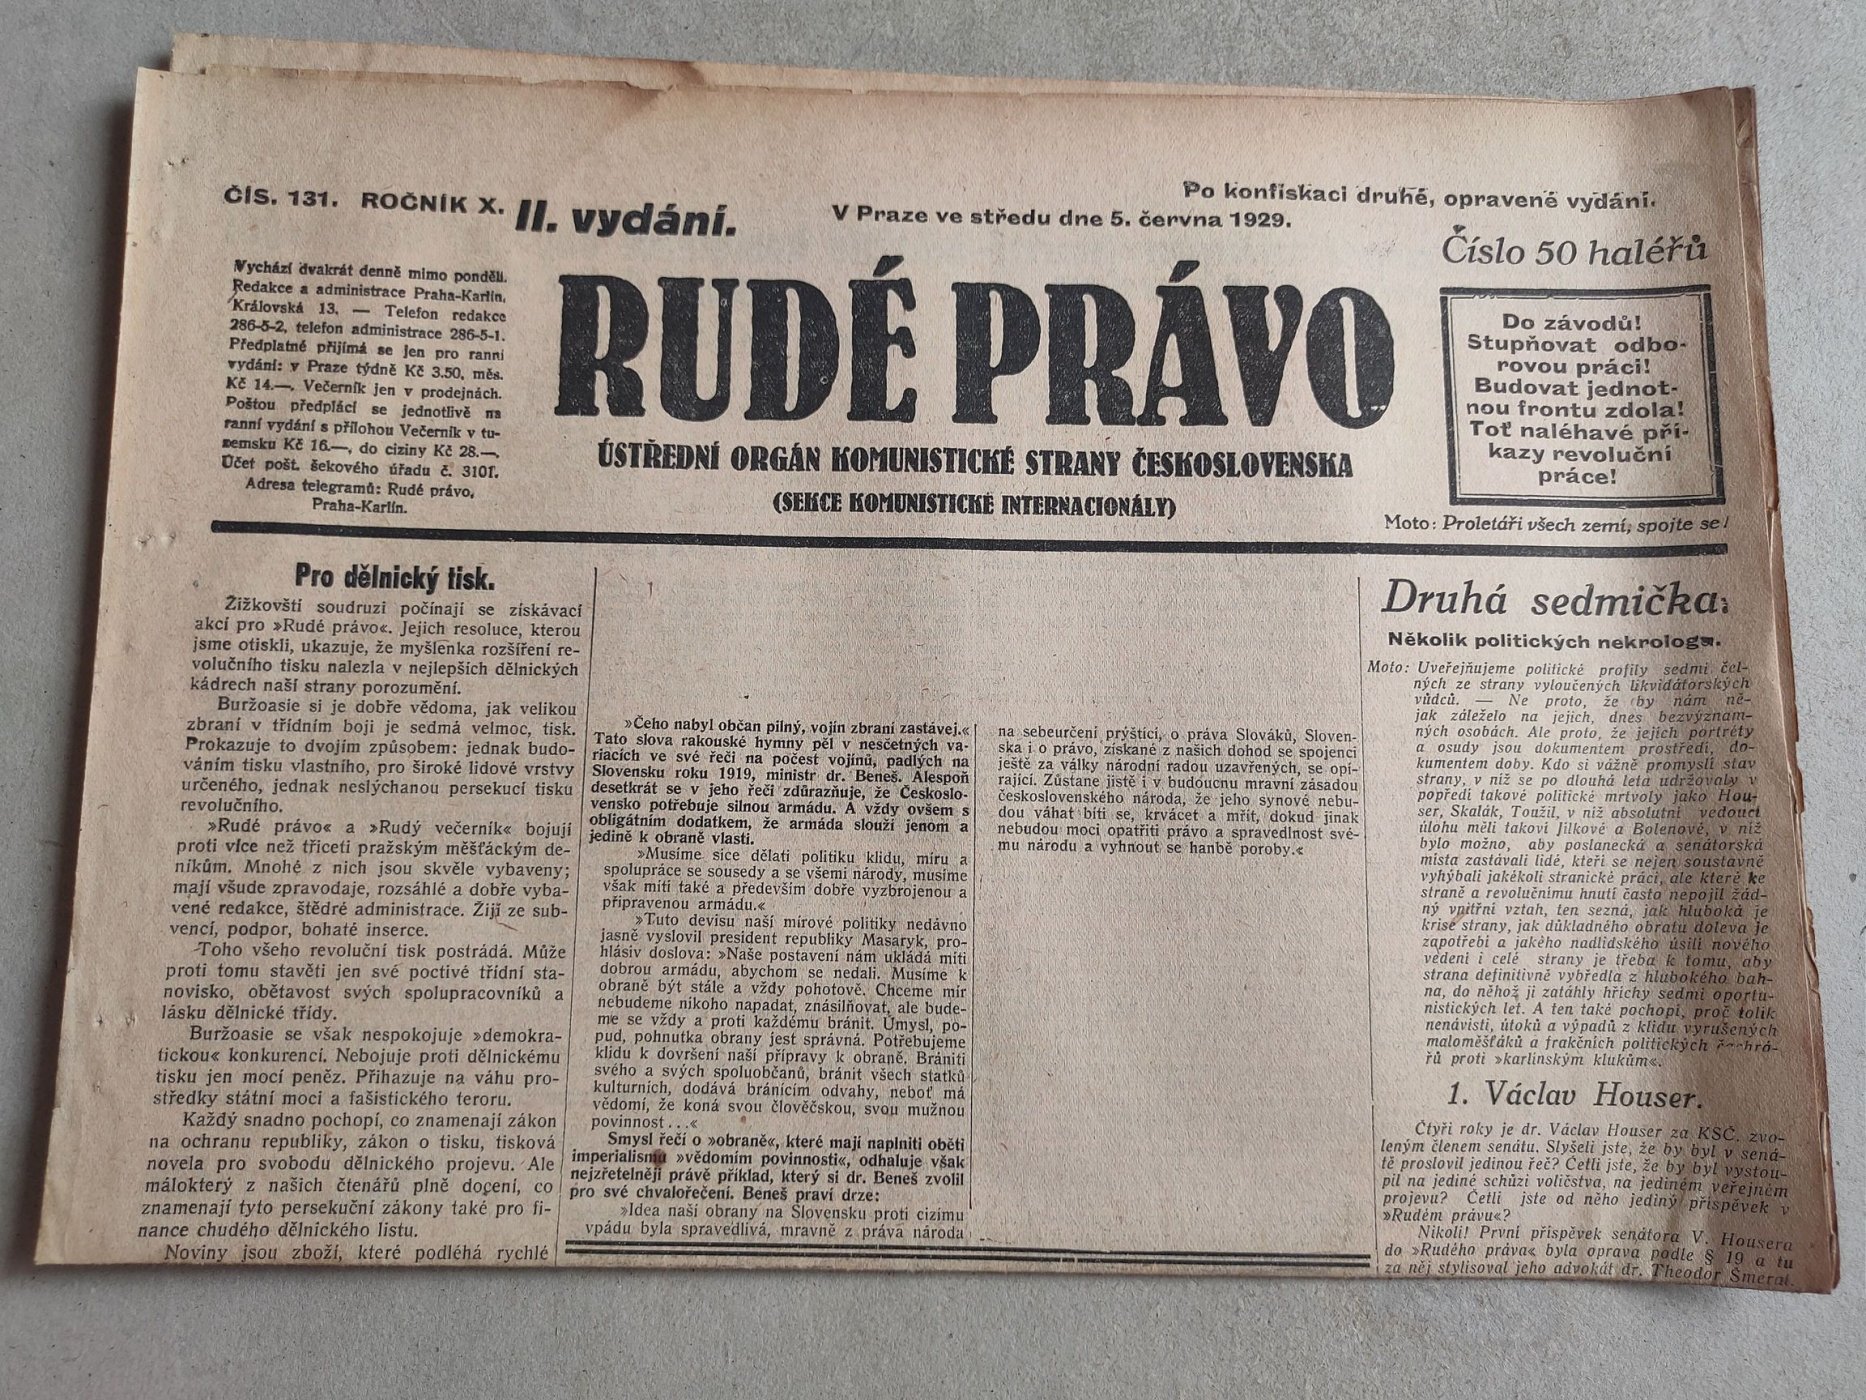 ČÍS. 131. ROČNÍK X. II. vydání.
Po konfiskaci druhé, opravené vydání.
V Praze ve středu dne 5. června 1929.
Číslo 50 haléřů
Vychází dvakrát denně mimo pondělí.
Redakce a administrace Praha-Karlín,
Královská 13. — Telefon redakce
286-5-2, telefon administrace 286-5-1.
Předplatné přijímá se jen pro ranní
vydání: v Praze týdně Kč 3.50, měs.
Kč 14.—, Večerník jen v prodejnách.
Poštou předplácí se jednotlivě na
ranní vydání s přílohou Večerník v tu-
zemsku Kč 16.—, do ciziny Kč 28.—,
Účet pošt. šekového úřadu č. 3101.
Adresa telegramů: Rudé právo,
Praha-Karlín.
RUDÉ PRÁVO
ÚSTŘEDNÍ ORGÁN KOMUNISTICKÉ STRANY ČESKOSLOVENSKA
(SEKCE KOMUNISTICKÉ INTERNACIONÁLY)
Do závodů!
Stupňovat odbo-
rovou práci!
Budovat jednot-
nou frontu zdola!
Toť naléhavé pří-
kazy revoluční
práce!
Moto: Proletáři všech zemí, spojte se!
Pro dělnický tisk.
Žižkovští soudruzi počínají se získávací
akcí pro »Rudé právo«. Jejich resoluce, kterou
jsme otiskli, ukazuje, že myšlenka rozšíření re-
volučního tisku nalezla v nejlepších dělnických
kádrech naší strany porozumění.
Buržoasie si je dobře vědoma, jak velikou
zbraní v třídním boji je sedmá velmoc, tisk.
Prokazuje to dvojím způsobem: jednak budo-
váním tisku vlastního, pro široké lidové vrstvy
určeného, jednak neslýchanou persekucí tisku
revolučního.
»Rudé právo« a »Rudý večerník« bojují
proti více než třiceti pražským měšťáckým de-
níkům. Mnohé z nich jsou skvěle vybaveny;
mají všude zpravodaje, rozsáhlé a dobře vyba-
vené redakce, štědré administrace. Žijí ze sub-
vencí, podpor, bohaté inserce.
Toho všeho revoluční tisk postrádá. Může
proti tomu stavěti jen své poctivé třídní sta-
novisko, obětavost svých spolupracovníků a
lásku dělnické třídy.
Buržoasie se však nespokojuje »demokra-
tickou« konkurencí. Nebojuje proti dělnickému
tisku jen mocí peněz. Přihazuje na váhu pro-
středky státní moci a fašistického teroru.
Každý snadno pochopí, co znamenají zákon
na ochranu republiky, zákon o tisku, tisková
novela pro svobodu dělnického projevu. Ale
málokterý z našich čtenářů plně docení, co
znamenají tyto persekuční zákony také pro fi-
nance chudého dělnického listu.
Noviny jsou zboží, které podléhá rychlé
»Čeho nabyl občan pilný, vojín zbraní zastávej.«
Tato slova rakouské hymny pěl v nesčetných va-
riacích ve své řeči na počest vojínů, padlých na
Slovensku roku 1919, ministr dr. Beneš. Alespoň
desetkrát se v jeho řeči zdůrazňuje, že Českoslo-
vensko potřebuje silnou armádu. A vždy ovšem s
obligátním dodatkem, že armáda slouží jenom a
jedině k obraně vlasti.
»Musíme sice dělati politiku klidu, míru a
spolupráce se sousedy a se všemi národy, musíme
však míti také a především dobře vyzbrojenou a
připravenou armádu.«
»Tuto devisu naší mírové politiky nedávno
jasně vyslovil president republiky Masaryk, pro-
hlásiv doslova: »Naše postavení nám ukládá míti
dobrou armádu, abychom se nedali. Musíme k
obraně být stále a vždy pohotově. Chceme mír
nebudeme nikoho napadat, znásilňovat, ale bude-
me se vždy a proti každému bránit. Úmysl, po-
pud, pohnutka obrany jest správná. Potřebujeme
klidu k dovršení naší přípravy k obraně. Brániti
svého a svých spoluobčanů, bránit všech statků
kulturních, dodává bránícím odvahy, neboť má
vědomí, že koná svou člověčskou, svou mužnou
povinnost . . .«
Smysl řečí o »obraně«, které mají naplniti oběti
imperialismu »vědomím povinnosti«, odhaluje však
nejzřetelněji právě příklad, který si dr. Beneš zvolil
pro své chvalořečení. Beneš praví drze:
»Idea naší obrany na Slovensku proti cizímu
vpádu byla spravedlivá, mravně z práva národa
na sebeurčení prýštící, o práva Slováků, Sloven-
ska i o právo, získané z našich dohod se spojenci
ještě za války národní radou uzavřených, se opí-
rající. Zůstane jistě i v budoucnu mravní zásadou
československého národa, že jeho synové nebu-
dou váhat bíti se, krvácet a mřít, dokud jinak
nebudou moci opatřiti právo a spravedlnost své-
mu národu a vyhnout se hanbě poroby.«
Druhá sedmička.
Několik politických nekrologů.
Moto: Uveřejňujeme politické profily sedmi čel-
ných ze strany vyloučených likvidátorských
vůdců. — Ne proto, že by nám ně-
jak záleželo na jejich, dnes bezvýznam-
ných osobách. Ale proto, že jejich portréty
a osudy jsou dokumentem prostředí, do-
kumentem doby. Kdo si vážně promyslí stav
strany, v níž se po dlouhá léta udržovaly v
popředí takové politické mrtvoly jako Hou-
ser, Skalák, Toužil, v níž absolutní vedoucí
úlohu měli takoví Jílkové a Bolenové, v níž
bylo možno, aby poslanecká a senátorská
místa zastávali lidé, kteří se nejen soustavně
vyhýbali jakékoli stranické práci, ale které ke
straně a revolučnímu hnutí často nepojil žád-
ný vnitřní vztah, ten sezná, jak hluboká je
krise strany, jak důkladného obratu doleva je
zapotřebí a jakého nadlidského úsilí nového
vedení i celé strany je třeba k tomu, aby
strana definitivně vybředla z hlubokého bah-
na, do něhož ji zatáhly hříchy sedmi oportu-
nistických let. A ten také pochopí, proč tolik
nenávisti, útoků a výpadů z klidu vyrušených
maloměšťáků a frakčních politických čachrá-
řů proti »karlínským klukům«.
1. Václav Houser.
Čtyři roky je dr. Václav Houser za KSČ. zvo-
leným členem senátu. Slyšeli jste, že by byl v sená-
tě proslovil jedinou řeč? Četli jste, že by byl vystou-
pil na jediné schůzi voličstva, na jediném veřejném
projevu? Četli jste od něho jediný příspěvek v
»Rudém právu«?
Nikoli! První příspěvek senátora V. Housera
do »Rudého práva« byla oprava podle § 19 a tu
za něj stylisoval jeho advokát dr. Theodor Šmeral.